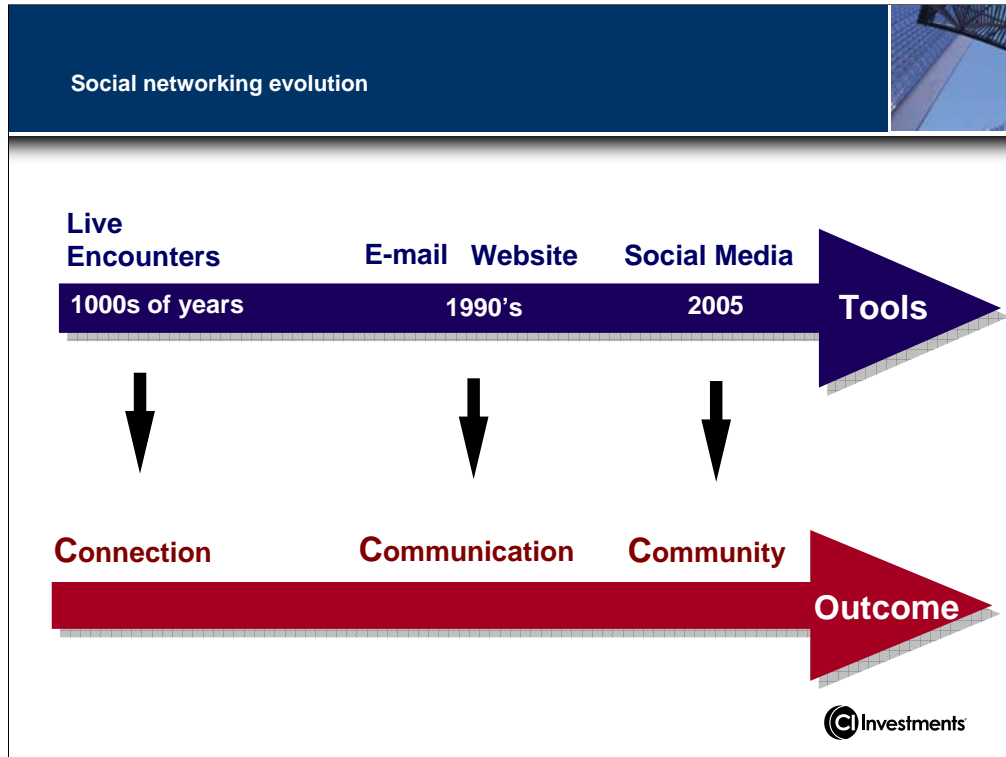 Social networking evolution
Live
Encounters
E-mail Website
Social Media
1000s of years
1990's
2005
Tools
Connection
Communication
Community
Outcome
CI Investments